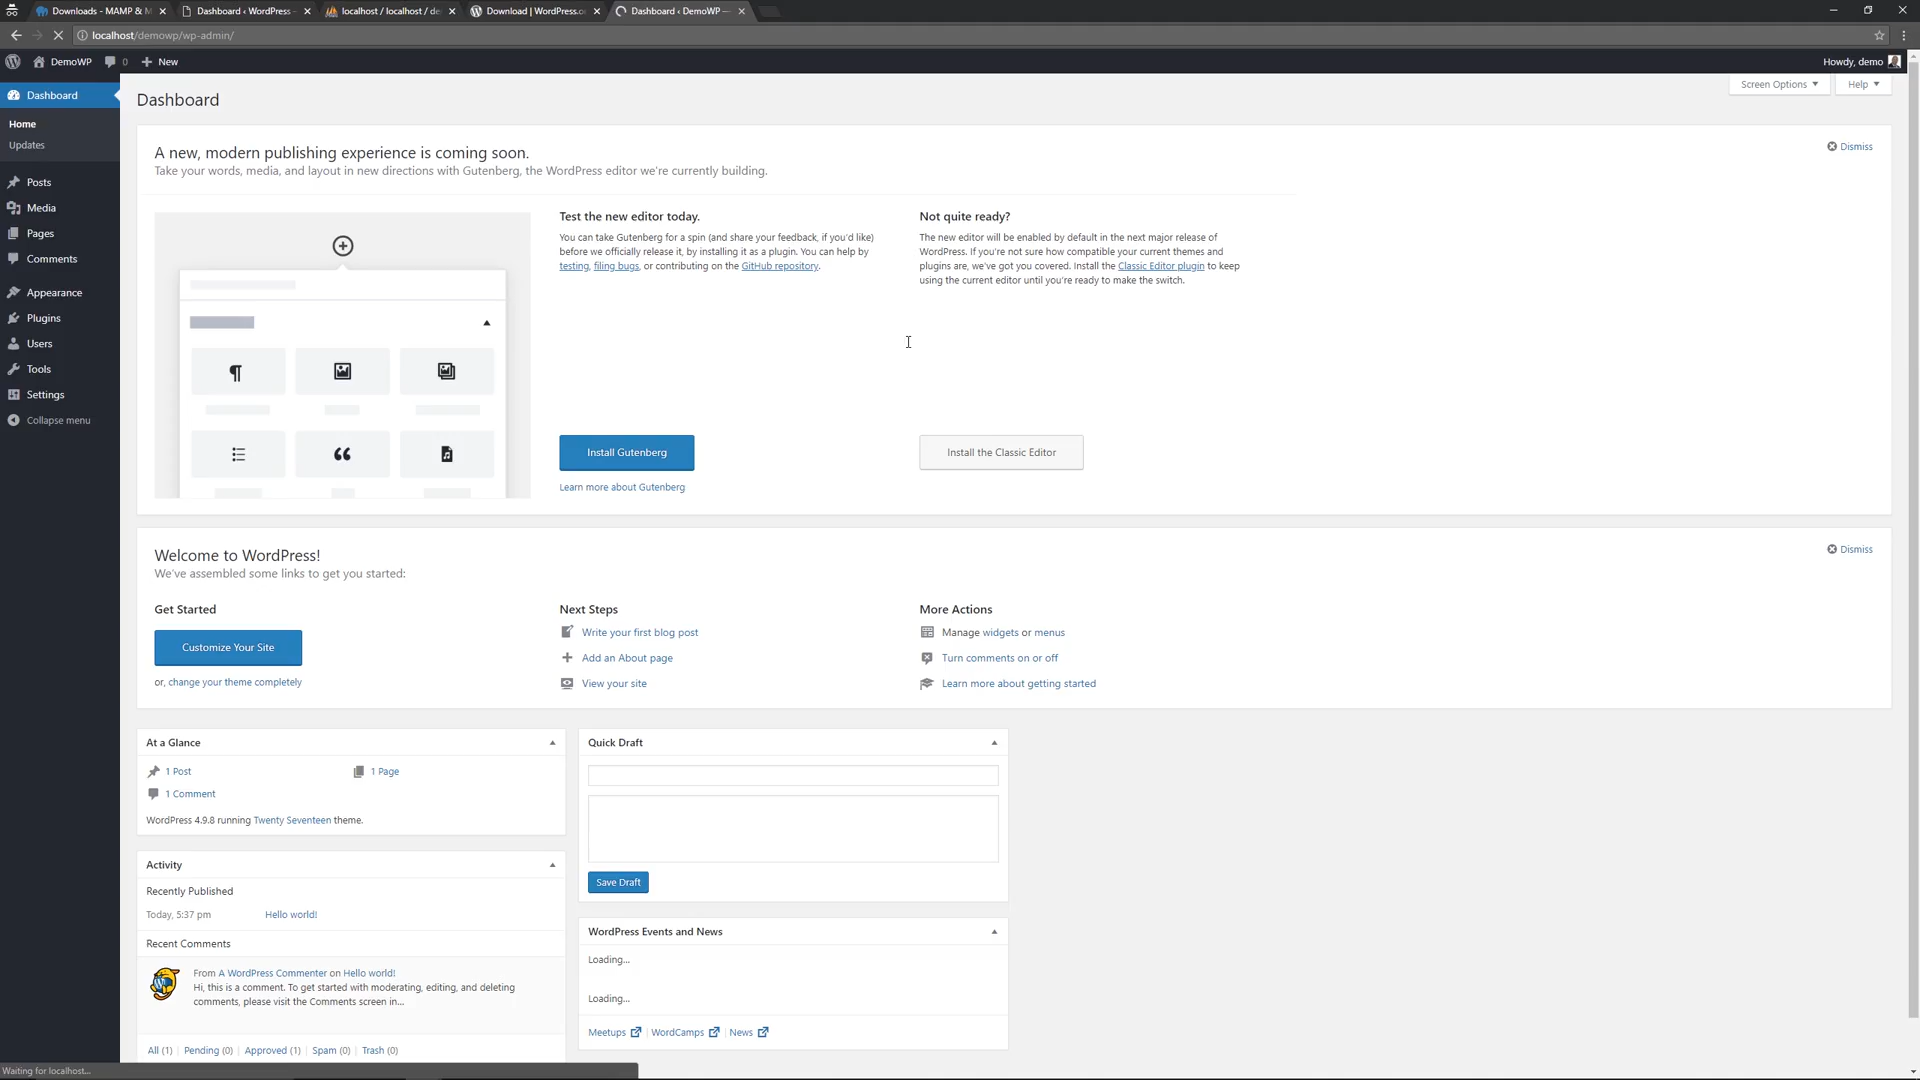 Downloads - MAMP & M
Dashboard ‹ WordPress
localhost / localhost / de
Download | WordPress.o
Dashboard ‹ DemoWP —
localhost/demowp/wp-admin/
DemoWP
0
New
Howdy, demo
Dashboard
Home
Updates
Posts
Media
Pages
Comments
Appearance
Plugins
Users
Tools
Settings
Collapse menu
Dashboard
Screen Options
Help
A new, modern publishing experience is coming soon.
Dismiss
Take your words, media, and layout in new directions with Gutenberg, the WordPress editor we're currently building.
Test the new editor today.
You can take Gutenberg for a spin (and share your feedback, if you'd like)
before we officially release it, by installing it as a plugin. You can help by
testing, filing bugs, or contributing on the GitHub repository.
Install Gutenberg
Learn more about Gutenberg
Not quite ready?
The new editor will be enabled by default in the next major release of
WordPress. If you're not sure how compatible your current themes and
plugins are, we've got you covered. Install the Classic Editor plugin to keep
using the current editor until you're ready to make the switch.
Install the Classic Editor
Welcome to WordPress!
Dismiss
We've assembled some links to get you started:
Get Started
Customize Your Site
or, change your theme completely
Next Steps
Write your first blog post
Add an About page
View your site
More Actions
Manage widgets or menus
Turn comments on or off
Learn more about getting started
At a Glance
1 Post
1 Page
1 Comment
WordPress 4.9.8 running Twenty Seventeen theme.
Activity
Recently Published
Today, 5:37 pm
Hello world!
Recent Comments
From A WordPress Commenter on Hello world!
Hi, this is a comment. To get started with moderating, editing, and deleting
comments, please visit the Comments screen in...
All (1) | Pending (0) | Approved (1) | Spam (0) | Trash (0)
Quick Draft
Save Draft
WordPress Events and News
Loading...
Loading...
Meetups | WordCamps | News
Waiting for localhost...